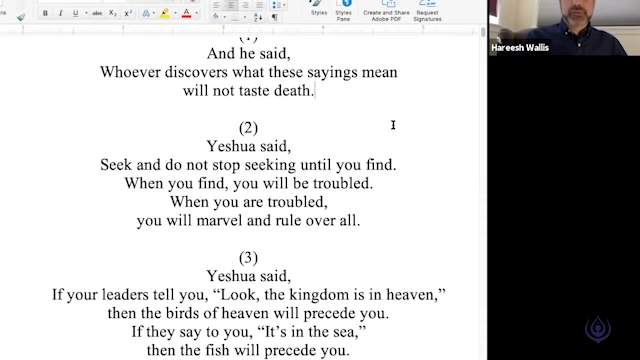 Styles
Styles
Pane
Create and Share
Adobe PDF
Request
Signatures
B I U abc X₂ X² A A
(1)
And he said,
Whoever discovers what these sayings mean
will not taste death.
(2)
Yeshua said,
Seek and do not stop seeking until you find.
When you find, you will be troubled.
When you are troubled,
you will marvel and rule over all.
(3)
Yeshua said,
If your leaders tell you, “Look, the kingdom is in heaven,”
then the birds of heaven will precede you.
If they say to you, “It’s in the sea,”
then the fish will precede you.
Hareesh Wallis